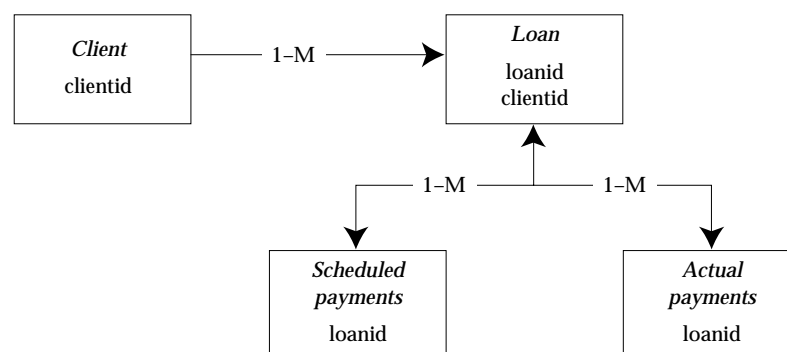 Client
clientid
1–M
Loan
loanid
clientid
1–M
1–M
Scheduled
payments
loanid
Actual
payments
loanid